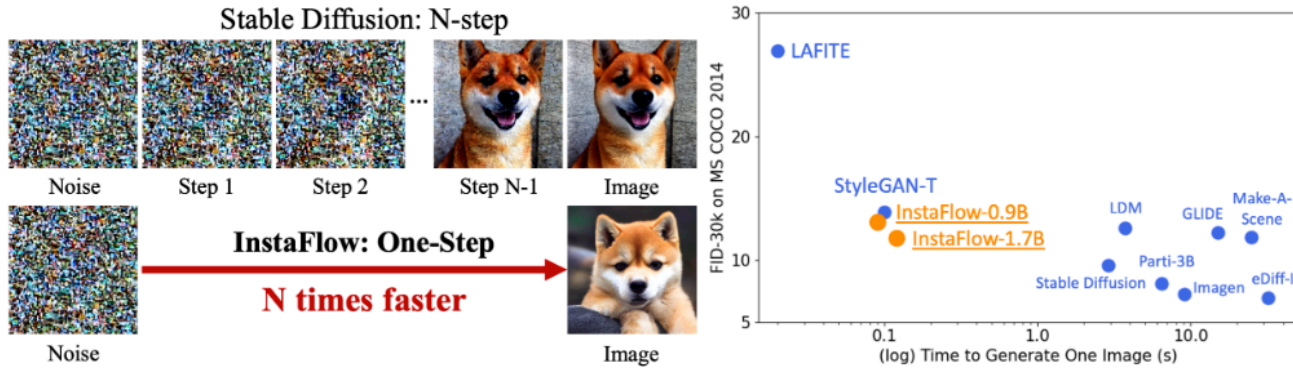 Stable Diffusion: N-step
...
Noise
Step 1
Step 2
Step N-1
Image
InstaFlow: One-Step
N times faster
Noise
Image
FID-30k on MS COCO 2014
30
20
10
5
LAFITE
StyleGAN-T
InstaFlow-0.9B
InstaFlow-1.7B
LDM
GLIDE
Make-A-
Scene
Stable Diffusion
Parti-3B
Imagen
eDiff-I
0.1
1.0
10.0
(log) Time to Generate One Image (s)